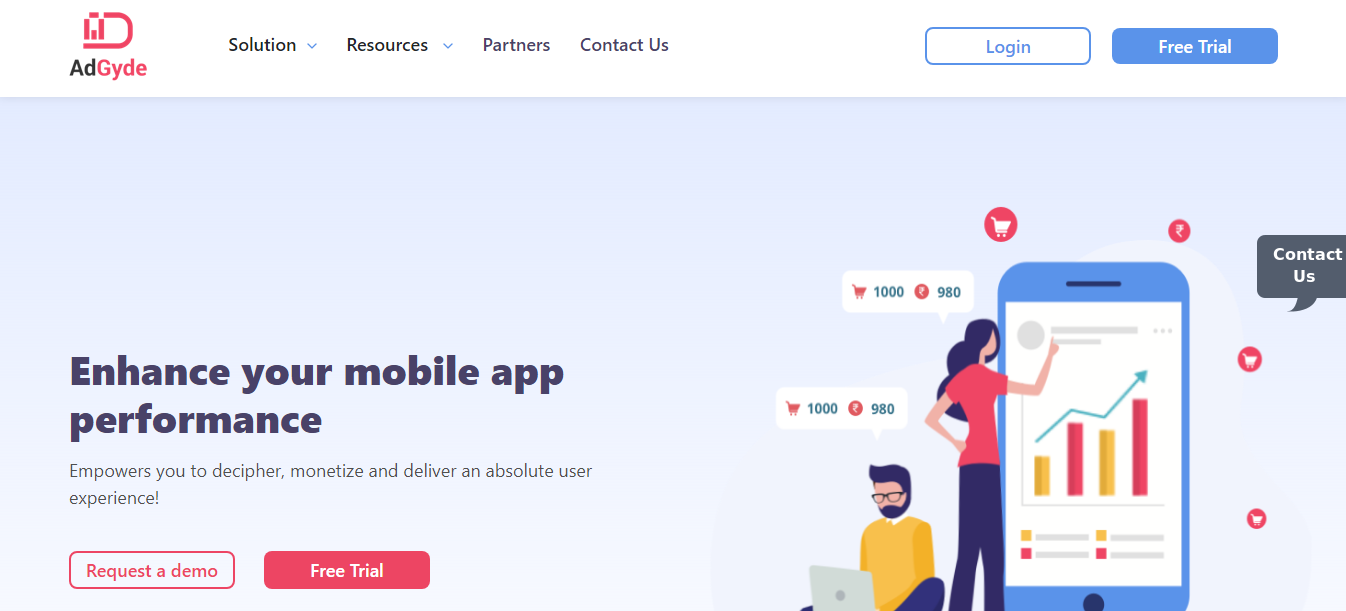 AdGyde
Solution
Resources
Partners
Contact Us
Login
Free Trial
Contact
Us
₹
1000 ₹ 980
1000 ₹ 980
Enhance your mobile app
performance
Empowers you to decipher, monetize and deliver an absolute user
experience!
Request a demo
Free Trial